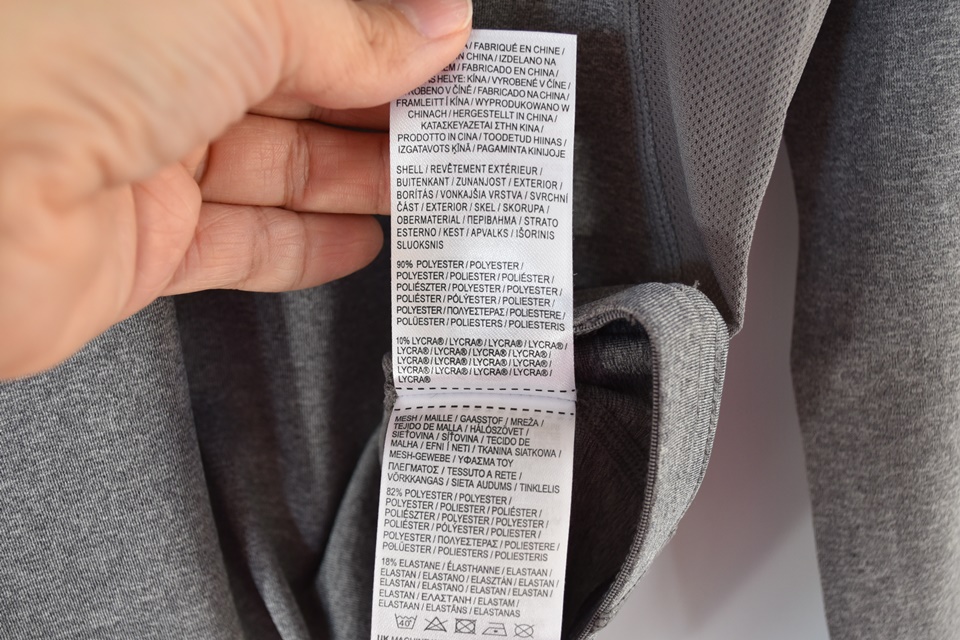 / FABRIQUÉ EN CHINE /
CHINA / IZDELANO NA
/ FABRICADO EN CHINA /
HELYE: KÍNA / VYROBENÉ V ČÍNE /
V ČÍNĚ / FABRICADO NA CHINA /
FRAMLEITT Í KÍNA / WYPRODUKOWANO W
CHINACH / HERGESTELLT IN CHINA /
ΚΑΤΑΣΚΕΥΑΖΕΤΑΙ ΣΤΗΝ ΚΙΝΑ /
PRODOTTO IN CINA / TOODETUD HIINAS /
IZGATAVOTS ĶĪNĀ / PAGAMINTA KINIJOJE
SHELL / REVÊTEMENT EXTÉRIEUR /
BUITENKANT / ZUNANJOST / EXTERIOR /
BORÍTÁS / VONKAJŠIA VRSTVA / SVRCHNÍ
ČÁST / EXTERIOR / SKEL / SKORUPA /
OBERMATERIAL / ΠΕΡΙΒΛΗΜΑ / STRATO
ESTERNO / KEST / APVALKS / IŠORINIS
SLUOKSNIS
90% POLYESTER / POLYESTER /
POLYESTER / POLIESTER / POLIÉSTER /
POLIÉSZTER / POLYESTER / POLYESTER /
POLIÉSTER / PÓLÝESTER / POLIESTER /
POLYESTER / ΠΟΛΥΕΣΤΕΡΑΣ / POLIESTERE /
POLÜESTER / POLIESTERS / POLIESTERIS
10% LYCRA® / LYCRA® / LYCRA® / LYCRA® /
LYCRA® / LYCRA® / LYCRA® / LYCRA® /
LYCRA® / LYCRA® / LYCRA® / LYCRA® /
LYCRA® / LYCRA® / LYCRA® / LYCRA® /
LYCRA®
MESH / MAILLE / GAASSTOF / MREŽA /
TEJIDO DE MALLA / HÁLÓSZÖVET /
SIEŤOVINA / SÍŤOVINA / TECIDO DE
MALHA / EFNI Í NETI / TKANINA SIATKOWA /
MESH-GEWEBE / ΥΦΑΣΜΑ ΤΟΥ
ΠΛΕΓΜΑΤΟΣ / TESSUTO A RETE /
VÕRKKANGAS / SIETA AUDUMS / TINKLELIS
82% POLYESTER / POLYESTER /
POLYESTER / POLIESTER / POLIÉSTER /
POLIÉSZTER / POLYESTER / POLYESTER /
POLIÉSTER / PÓLÝESTER / POLIESTER /
POLYESTER / ΠΟΛΥΕΣΤΕΡΑΣ / POLIESTERE /
POLÜESTER / POLIESTERS / POLIESTERIS
18% ELASTANE / ÉLASTHANNE / ELASTAAN /
ELASTAN / ELASTANO / ELASZTÁN / ELASTAN /
ELASTAN / ELASTANO / ELASTAN / ELASTAN /
ELASTAN / ΕΛΑΣΤΑΝΗ / ELASTAM /
ELASTAAN / ELASTĀNS / ELASTANAS
40°
UK